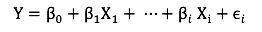 Y = β₀ + β₁X₁ + ⋯ + βᵢ Xᵢ + ϵᵢ